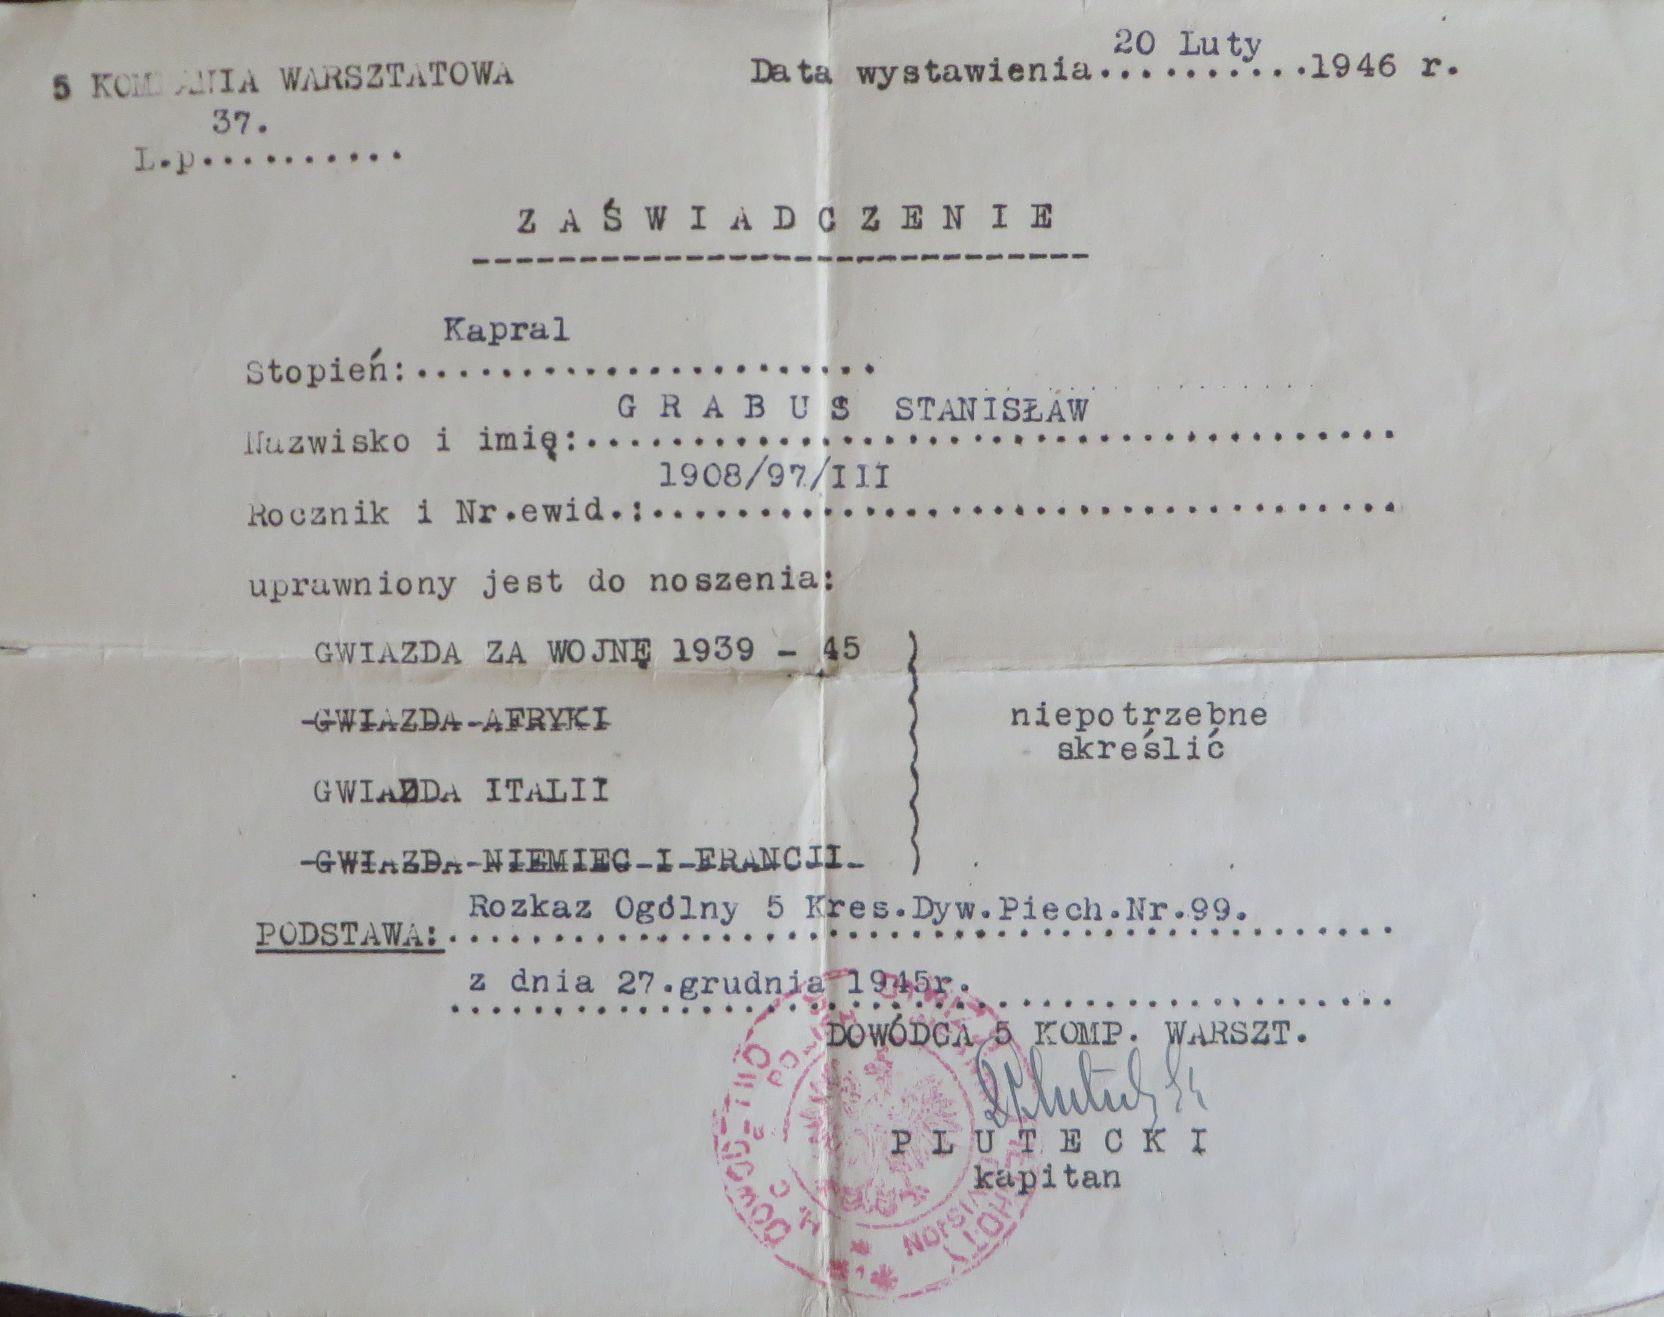 5 KOMPANIA WARSZTATOWA
Data wystawienia..........1946 r.
20 Luty
37.
L.p..........
ZAŚWIADCZENIE
Kapral
Stopień:......................
GRABUS STANISŁAW
Nazwisko i imię:......................................
1908/97/III
Rocznik i Nr.ewid.:...................................
uprawniony jest do noszenia:
GWIAZDA ZA WOJNĘ 1939 - 45
GWIAZDA AFRYKI
niepotrzebne
skreślić
GWIAZDA ITALII
GWIAZDA NIEMIEC I FRANCJI
Rozkaz Ogólny 5 Kres.Dyw.Piech.Nr.99.
PODSTAWA:.............................................
z dnia 27.grudnia 1945r.
DOWÓDCA 5 KOMP. WARSZT.
PLUTECKI
kapitan